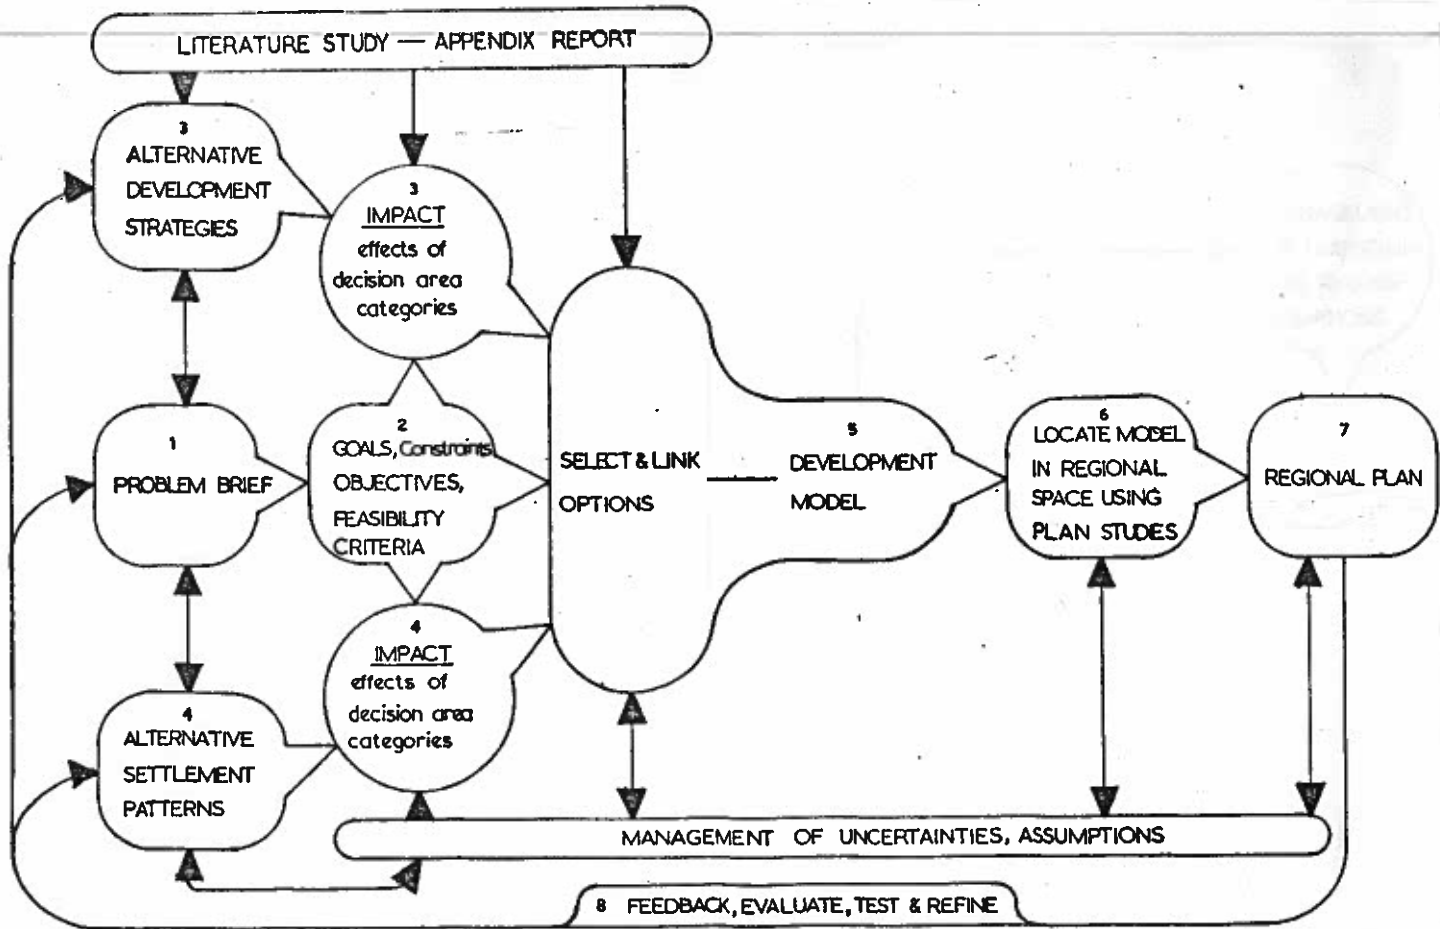 LITERATURE STUDY — APPENDIX REPORT
3
ALTERNATIVE
DEVELOPMENT
STRATEGIES
3
IMPACT
effects of
decision area
categories
1
PROBLEM BRIEF
2
GOALS, Constraints
OBJECTIVES,
FEASIBILITY
CRITERIA
SELECT & LINK
OPTIONS
5
DEVELOPMENT
MODEL
6
LOCATE MODEL
IN REGIONAL
SPACE USING
PLAN STUDIES
7
REGIONAL PLAN
4
ALTERNATIVE
SETTLEMENT
PATTERNS
4
IMPACT
effects of
decision area
categories
MANAGEMENT OF UNCERTAINTIES, ASSUMPTIONS
8 FEEDBACK, EVALUATE, TEST & REFINE